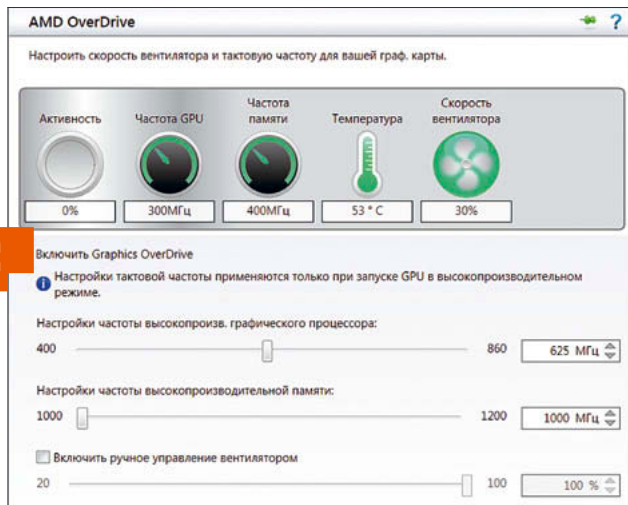 AMD OverDrive
?
Настроить скорость вентилятора и тактовую частоту для вашей граф. карты.
Активность
Частота GPU
Частота
памяти
Температура
Скорость
вентилятора
0%
300МГц
400МГц
53 ° C
30%
Включить Graphics OverDrive
i Настройки тактовой частоты применяются только при запуске GPU в высокопроизводительном
режиме.
Настройки частоты высокопроизв. графического процессора:
400 860 625 МГц
Настройки частоты высокопроизводительной памяти:
1000 1200 1000 МГц
Включить ручное управление вентилятором
20 100 100 %